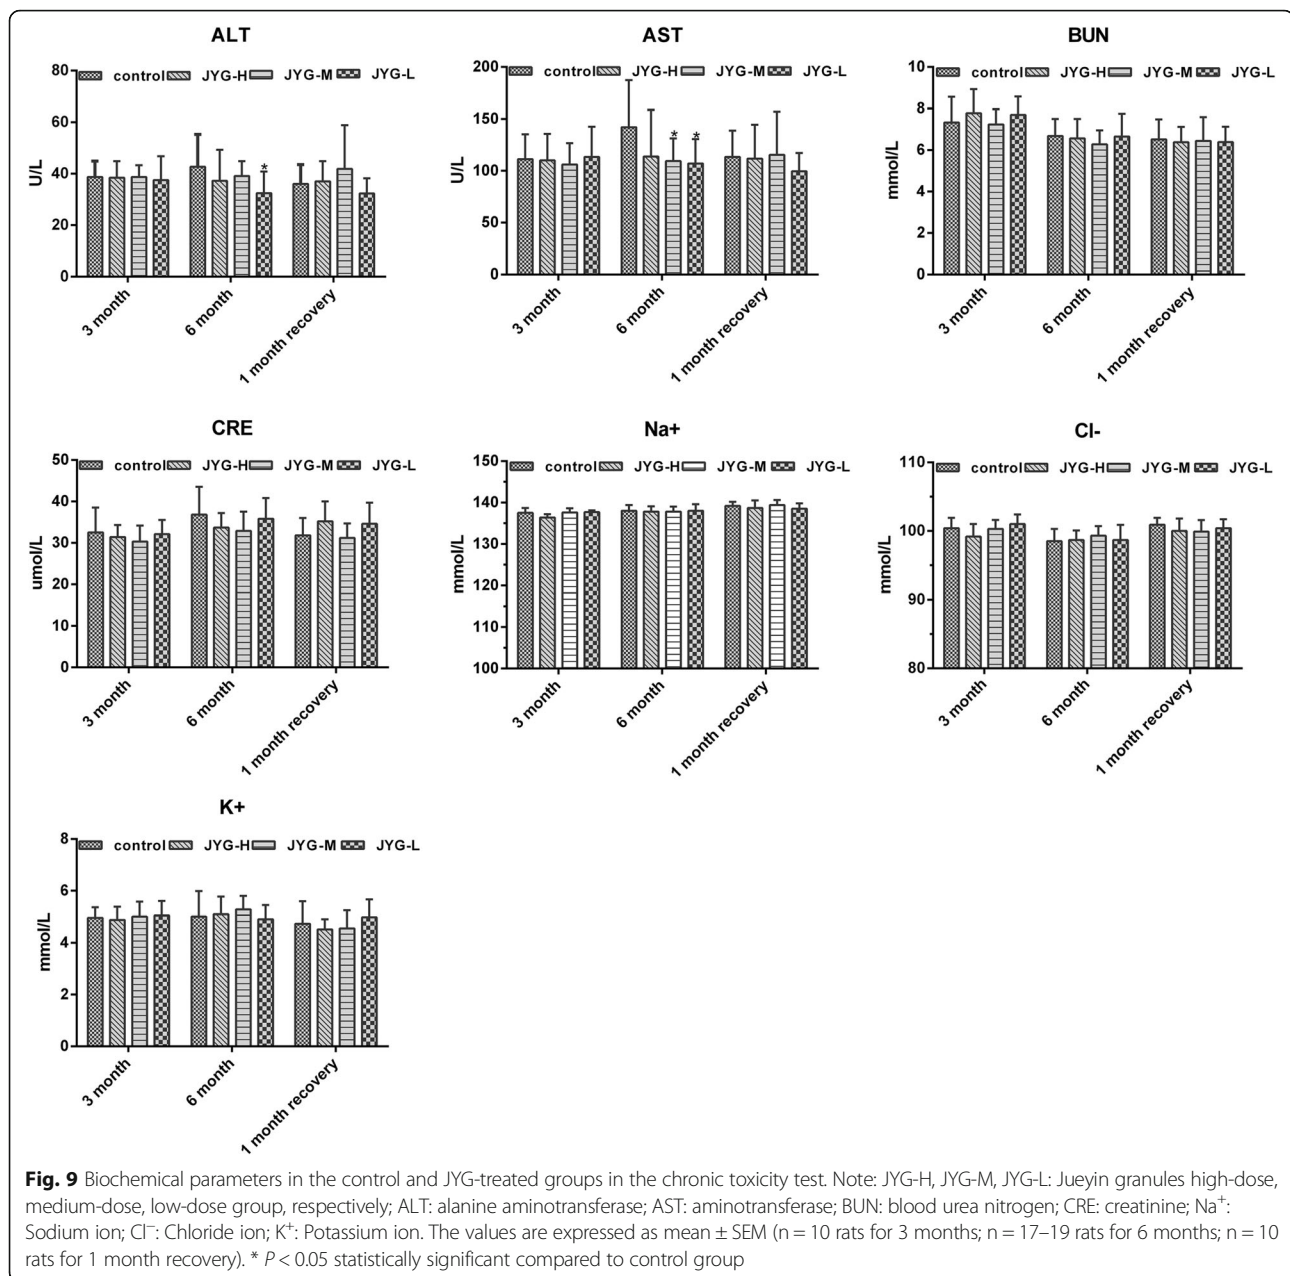 ALT
control JYG-H JYG-M JYG-L
80
60
40
20
0
U/L
3 month
6 month
1 month recovery
*
AST
control JYG-H JYG-M JYG-L
200
150
100
50
0
U/L
3 month
6 month
1 month recovery
* *
BUN
control JYG-H JYG-M JYG-L
10
8
6
4
2
0
mmol/L
3 month
6 month
1 month recovery
CRE
control JYG-H JYG-M JYG-L
50
40
30
20
10
0
umol/L
3 month
6 month
1 month recovery
Na+
control JYG-H JYG-M JYG-L
150
140
130
120
110
100
mmol/L
3 month
6 month
1 month recovery
Cl-
control JYG-H JYG-M JYG-L
110
100
90
80
mmol/L
3 month
6 month
1 month recovery
K+
control JYG-H JYG-M JYG-L
8
6
4
2
0
mmol/L
3 month
6 month
1 month recovery
Fig. 9 Biochemical parameters in the control and JYG-treated groups in the chronic toxicity test. Note: JYG-H, JYG-M, JYG-L: Jueyin granules high-dose,
medium-dose, low-dose group, respectively; ALT: alanine aminotransferase; AST: aminotransferase; BUN: blood urea nitrogen; CRE: creatinine; Na⁺:
Sodium ion; Cl⁻: Chloride ion; K⁺: Potassium ion. The values are expressed as mean ± SEM (n = 10 rats for 3 months; n = 17–19 rats for 6 months; n = 10
rats for 1 month recovery). * P < 0.05 statistically significant compared to control group